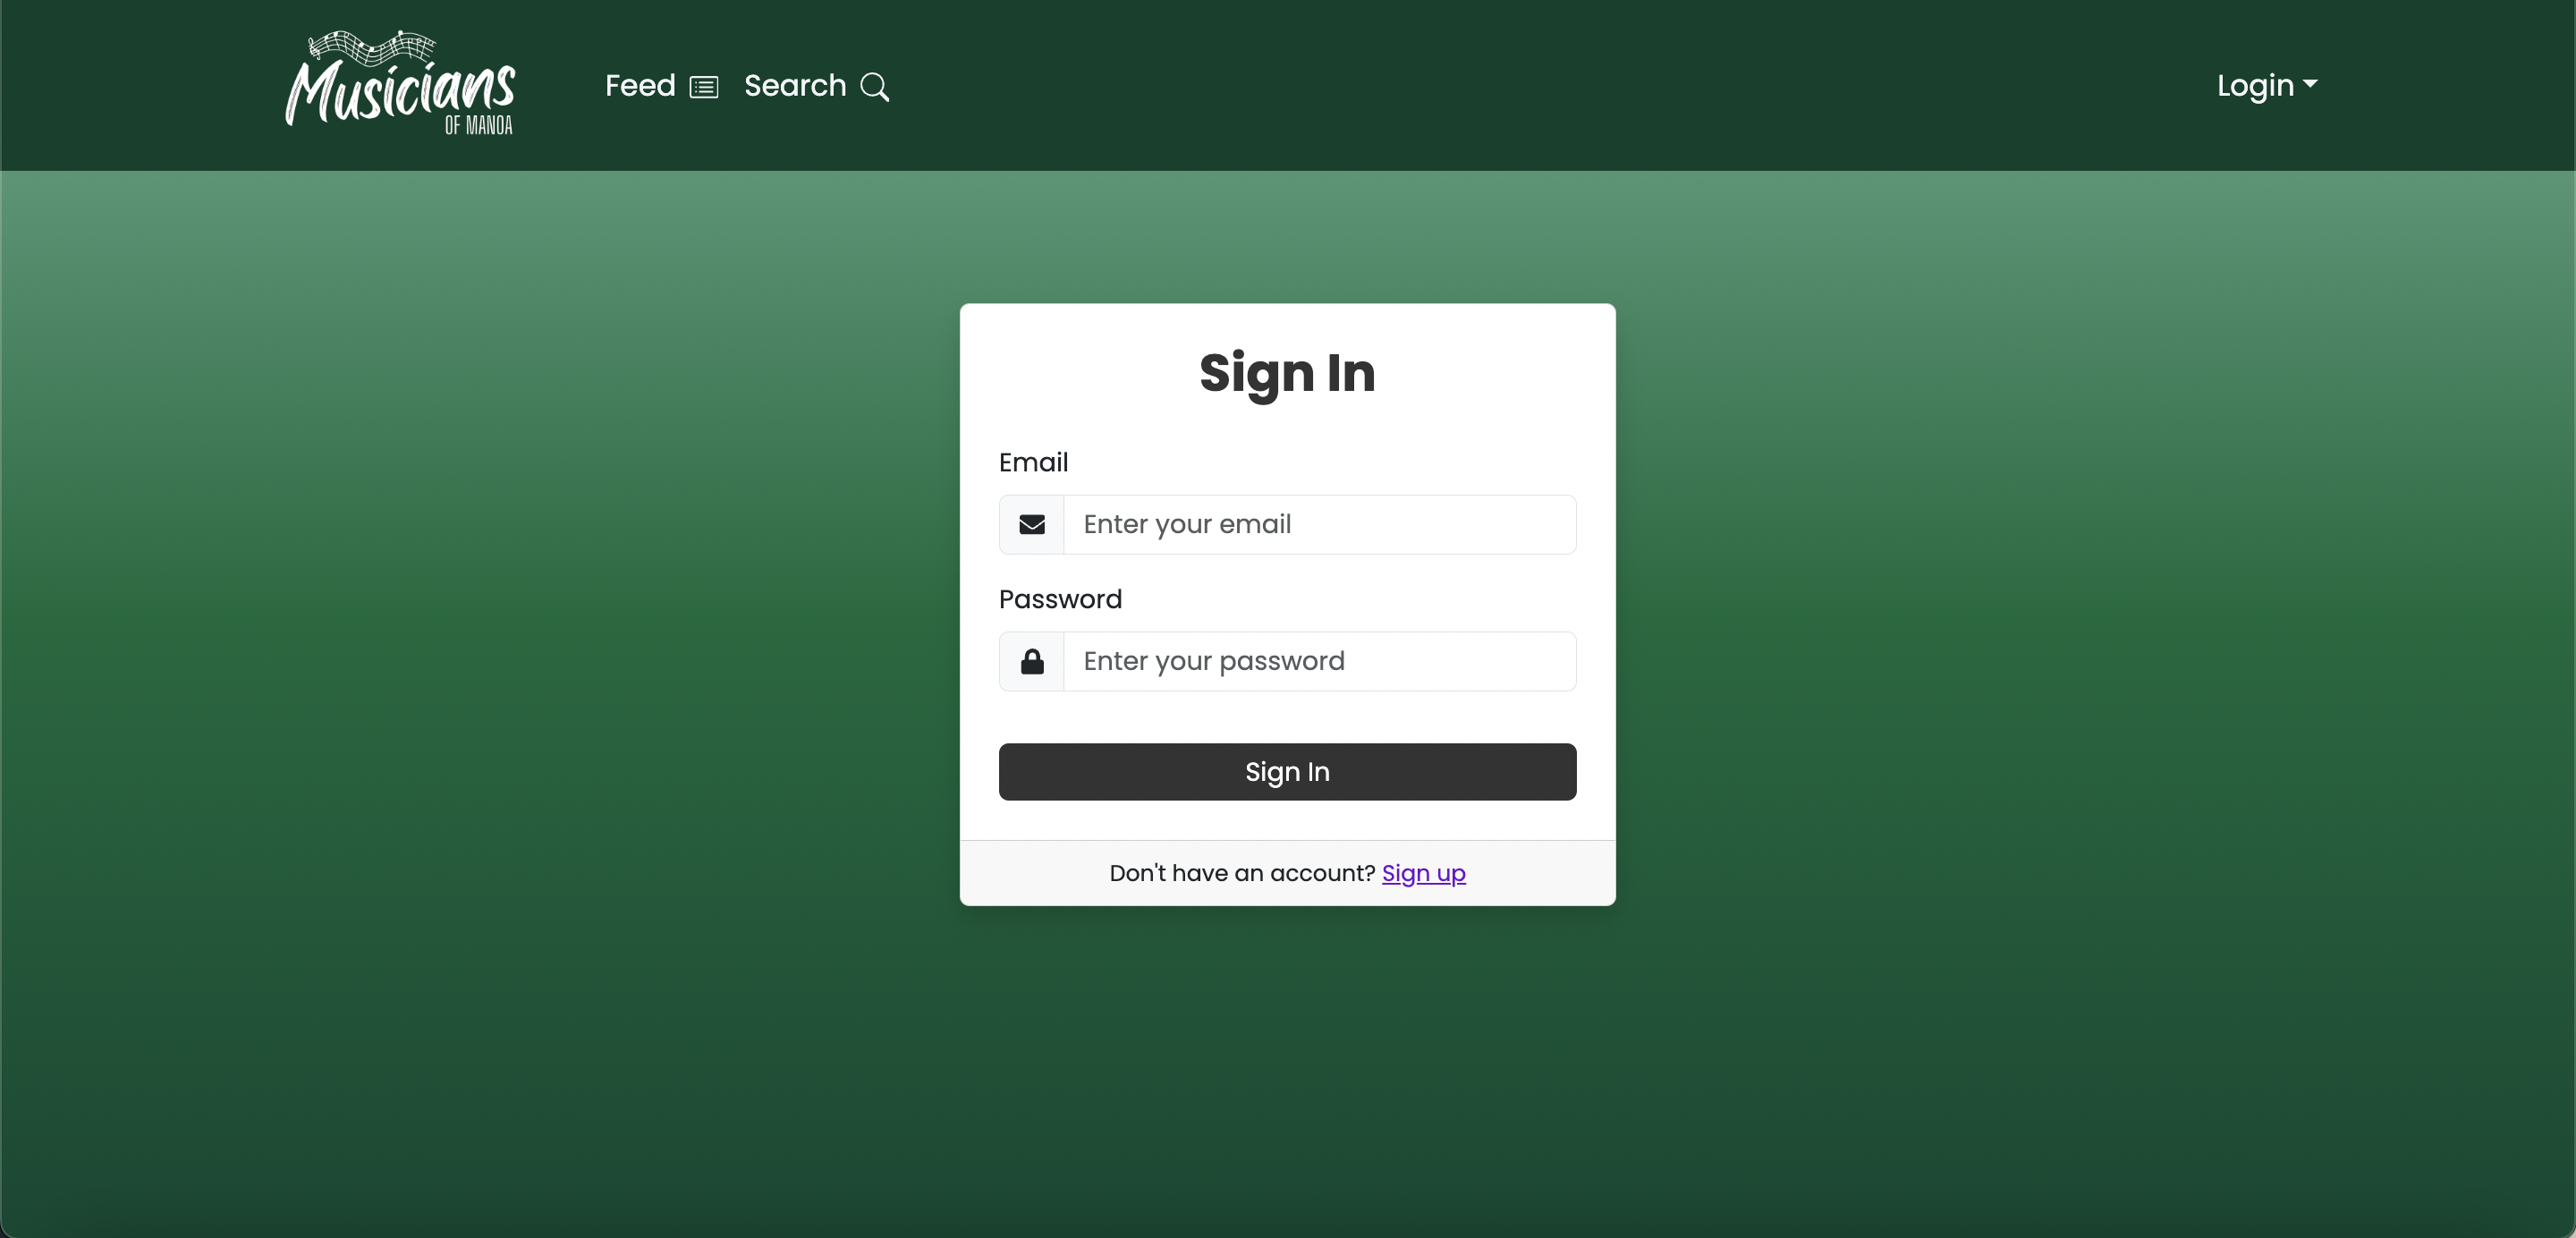 Musicians
OF MANOA
Feed Search
Login
Sign In
Email
Enter your email
Password
Enter your password
Sign In
Don't have an account? Sign up